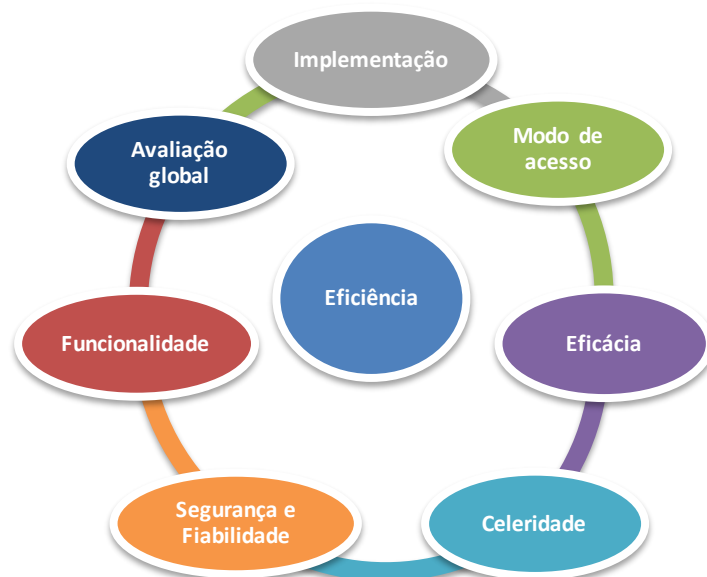 Implementação
Modo de
acesso
Avaliação
global
Eficiência
Funcionalidade
Eficácia
Segurança e
Fiabilidade
Celeridade